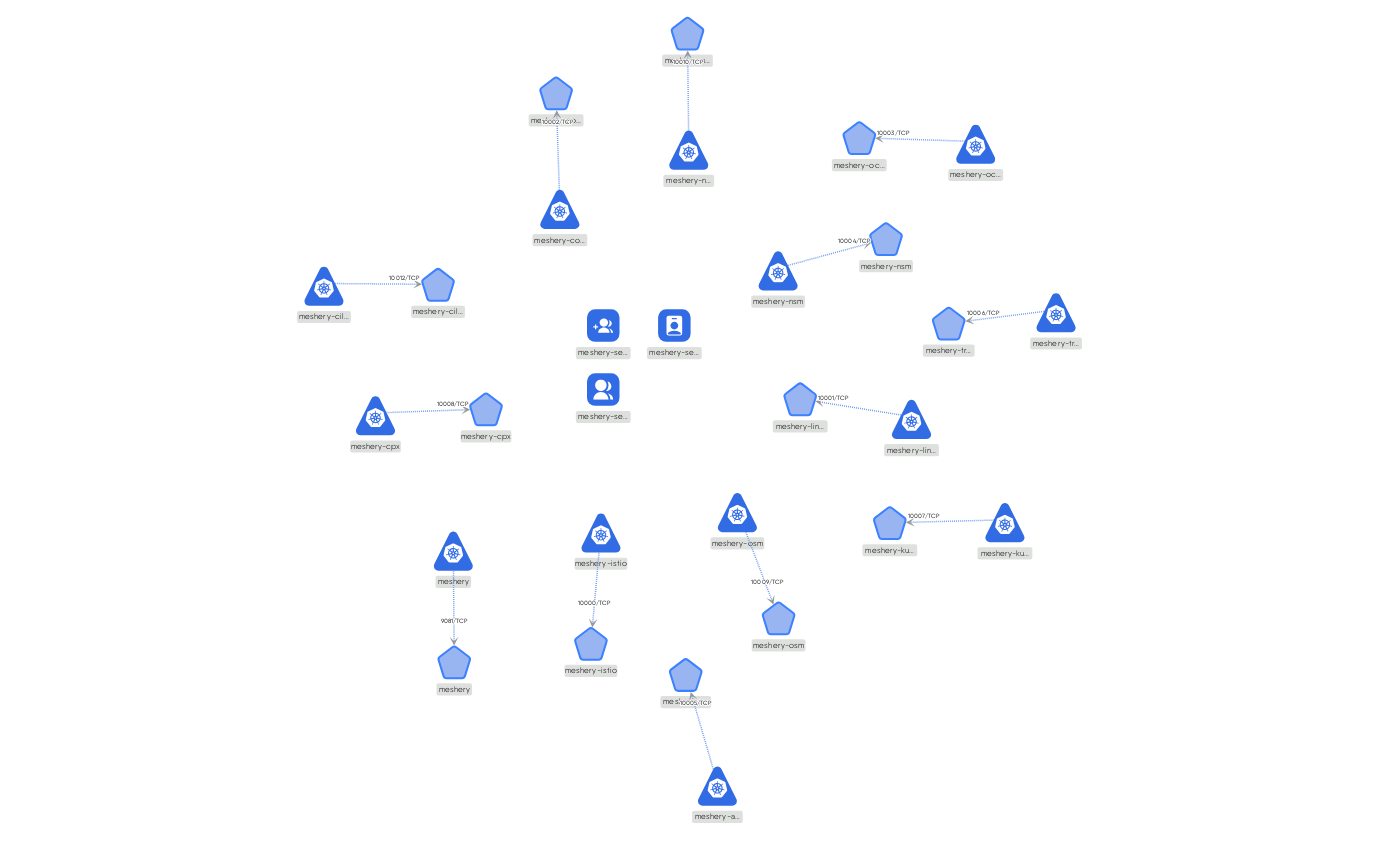 10010/TCP
10002/TCP
10003/TCP
meshery-oc...
meshery-oc...
meshery-n...
meshery-co...
10004/TCP
meshery-nsm
meshery-nsm
10012/TCP
meshery-cil...
meshery-cil...
10006/TCP
meshery-tr...
meshery-tr...
meshery-se...
meshery-se...
10008/TCP
meshery-cpx
meshery-cpx
meshery-se...
10001/TCP
meshery-lin...
meshery-lin...
10007/TCP
meshery-ku...
meshery-ku...
meshery-osm
10009/TCP
meshery-osm
meshery-istio
10000/TCP
meshery-istio
meshery
9081/TCP
meshery
10005/TCP
meshery-a...